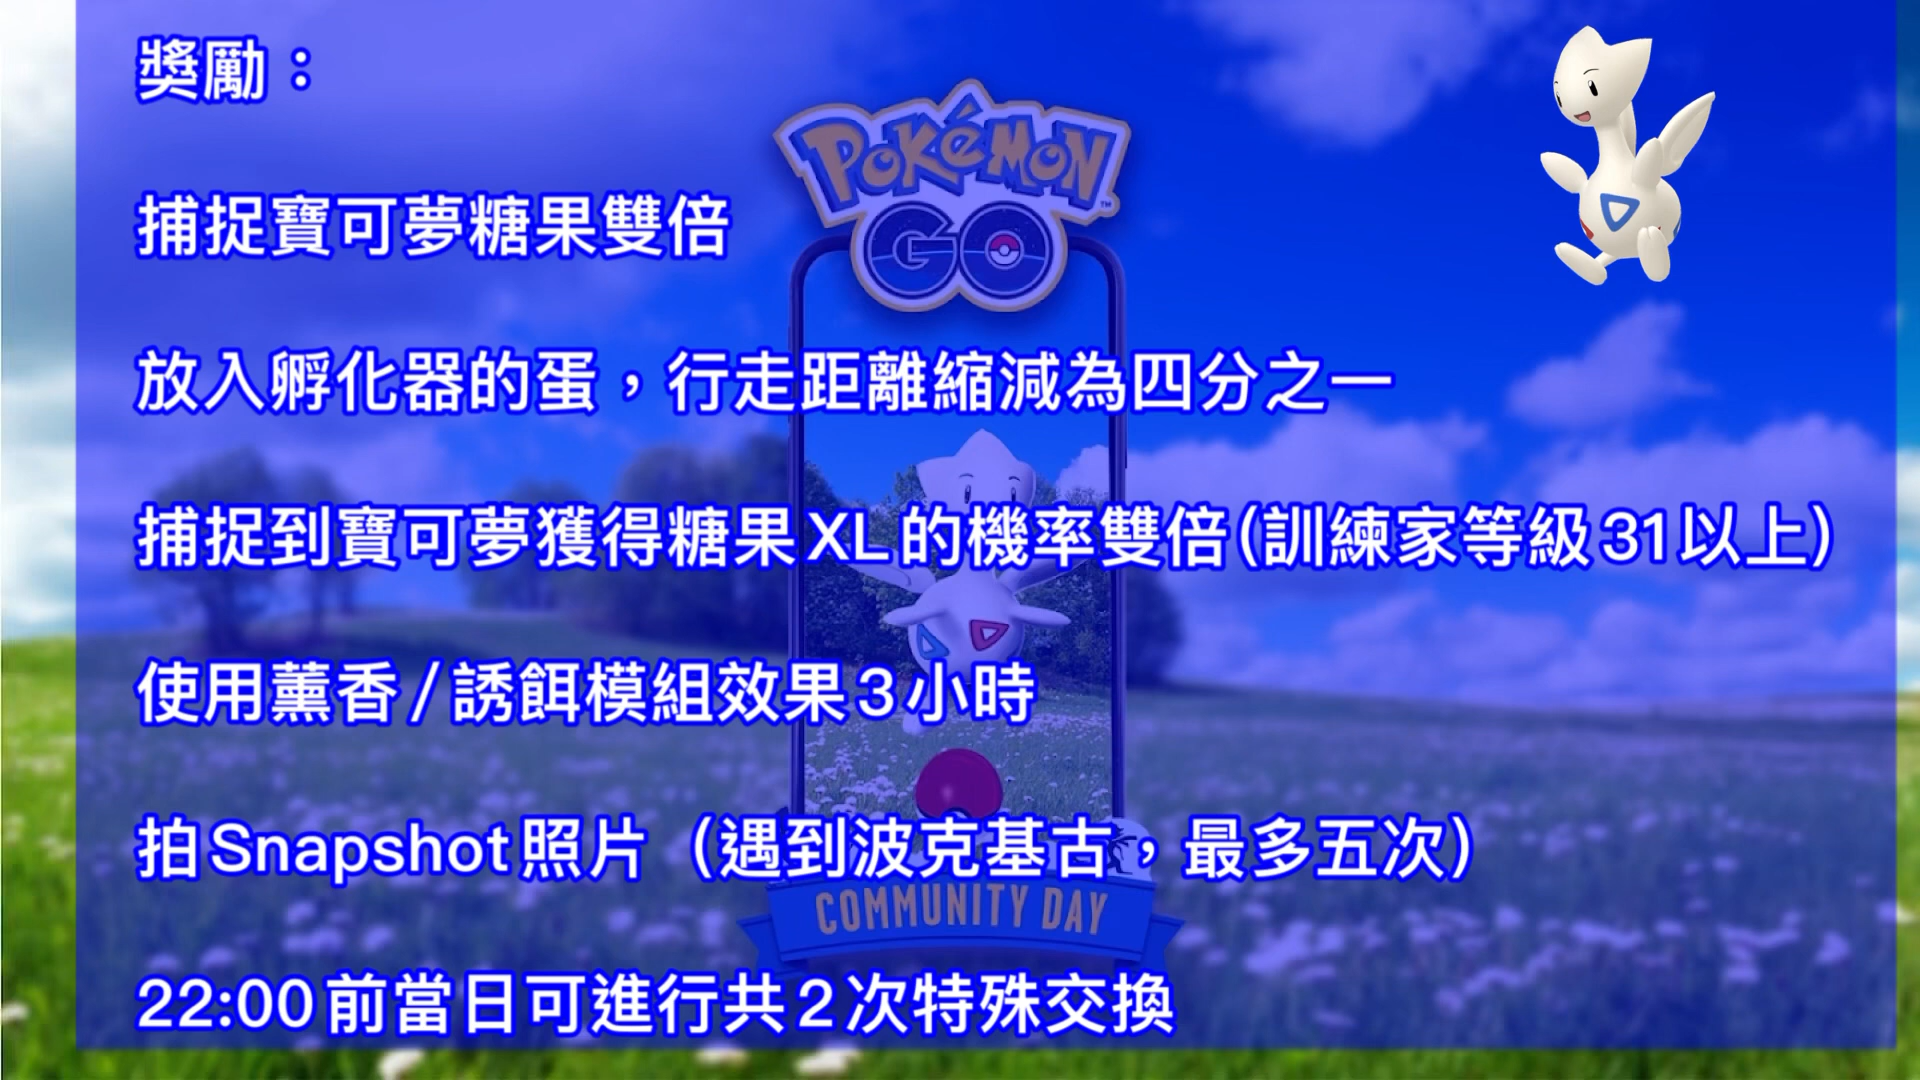 獎勵：
POKÉMON
GO
捕捉寶可夢糖果雙倍
放入孵化器的蛋，行走距離縮減為四分之一
捕捉到寶可夢獲得糖果XL的機率雙倍(訓練家等級31以上)
使用薰香/誘餌模組效果3小時
拍Snapshot照片（遇到波克基古，最多五次）
COMMUNITY DAY
22:00前當日可進行共2次特殊交換